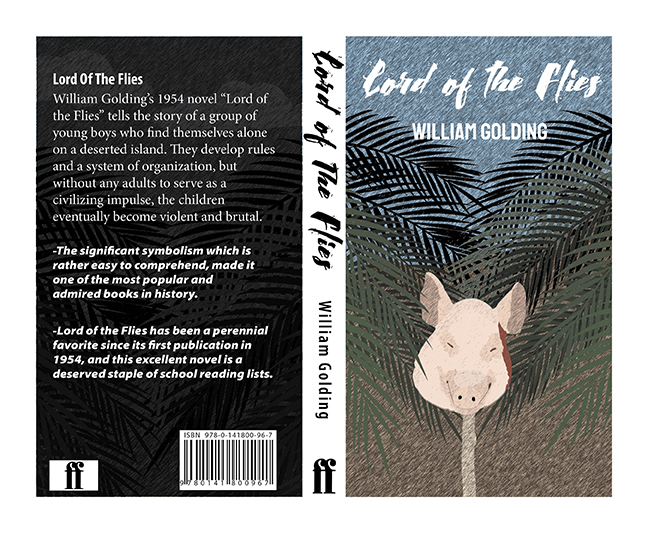 Lord Of The Flies
William Golding's 1954 novel "Lord of
the Flies" tells the story of a group of
young boys who find themselves alone
on a deserted island. They develop rules
and a system of organization, but
without any adults to serve as a
civilizing impulse, the children
eventually become violent and brutal.
-The significant symbolism which is
rather easy to comprehend, made it
one of the most popular and
admired books in history.
-Lord of the Flies has been a perennial
favorite since its first publication in
1954, and this excellent novel is a
deserved staple of school reading lists.
ff
ISBN 978-0-141800-96-7
9780141 800967
Lord of The Flies
William Golding
ff
Lord of the Flies
WILLIAM GOLDING